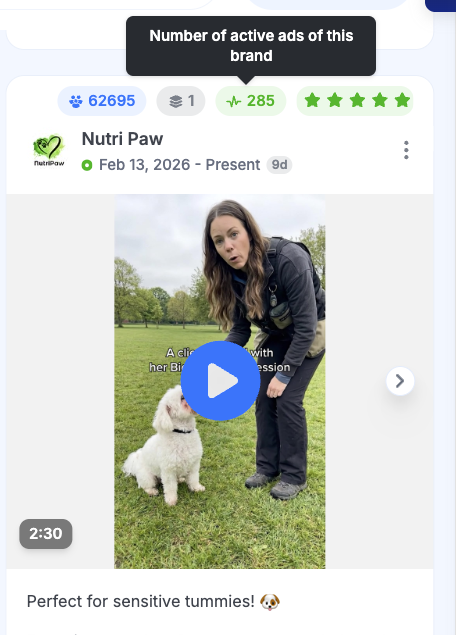 Number of active ads of this
brand
62695
1
285
Nutri Paw
NutriPaw
Feb 13, 2026 - Present 9d
A clie with
her Bi ession
2:30
Perfect for sensitive tummies! 🐶